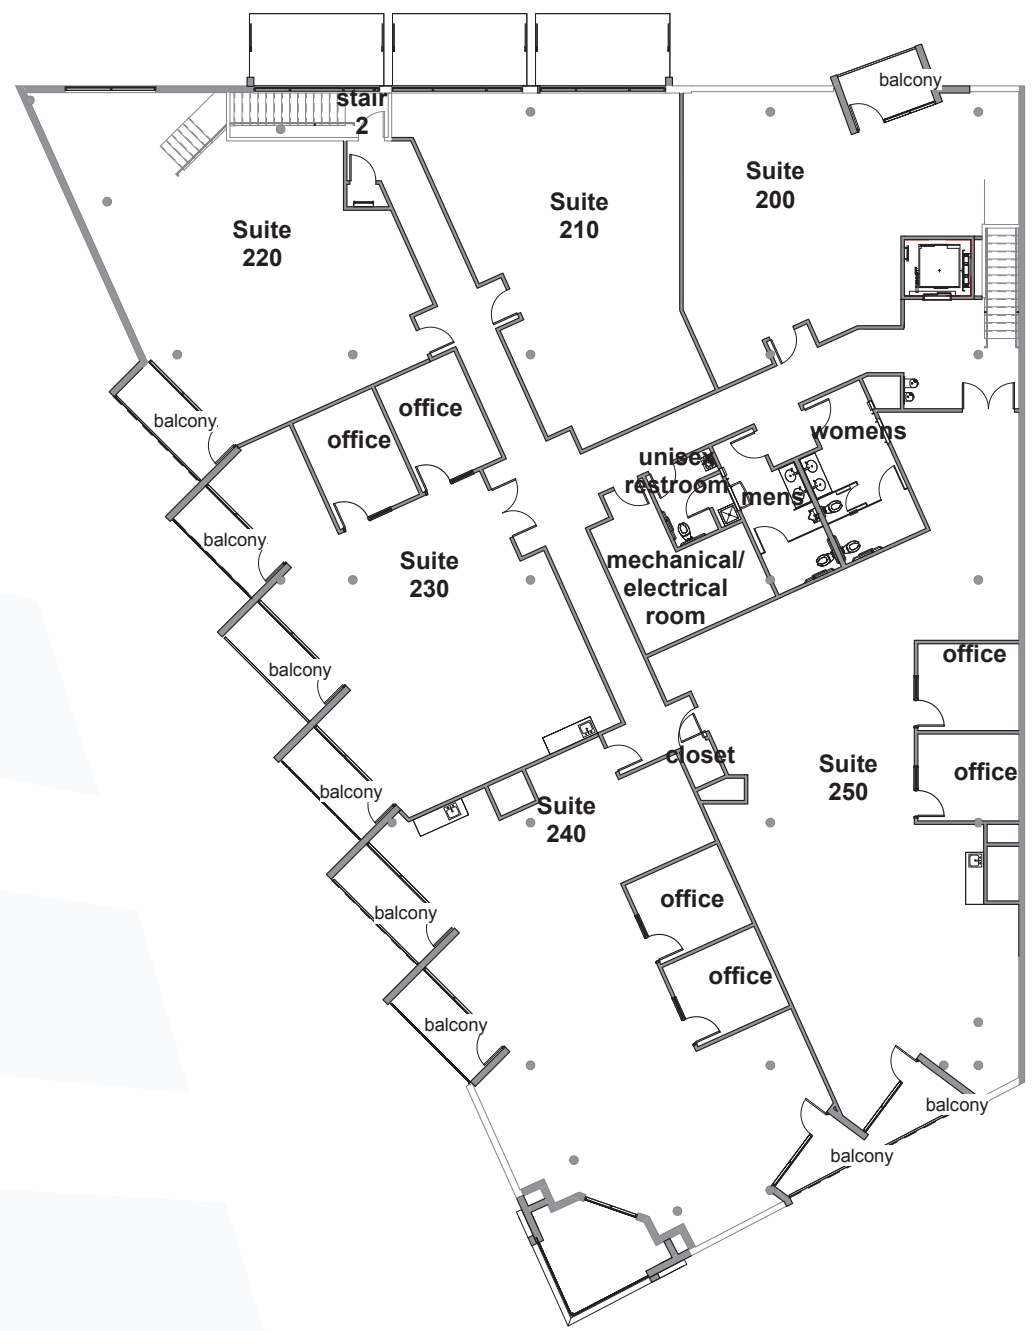 balcony
stair
2
Suite
200
Suite
210
Suite
220
office
office
balcony
womens
unisex
restroom
mens
balcony
Suite
230
mechanical/
electrical
room
office
balcony
closet
Suite
250
office
balcony
Suite
240
office
balcony
office
balcony
balcony
balcony